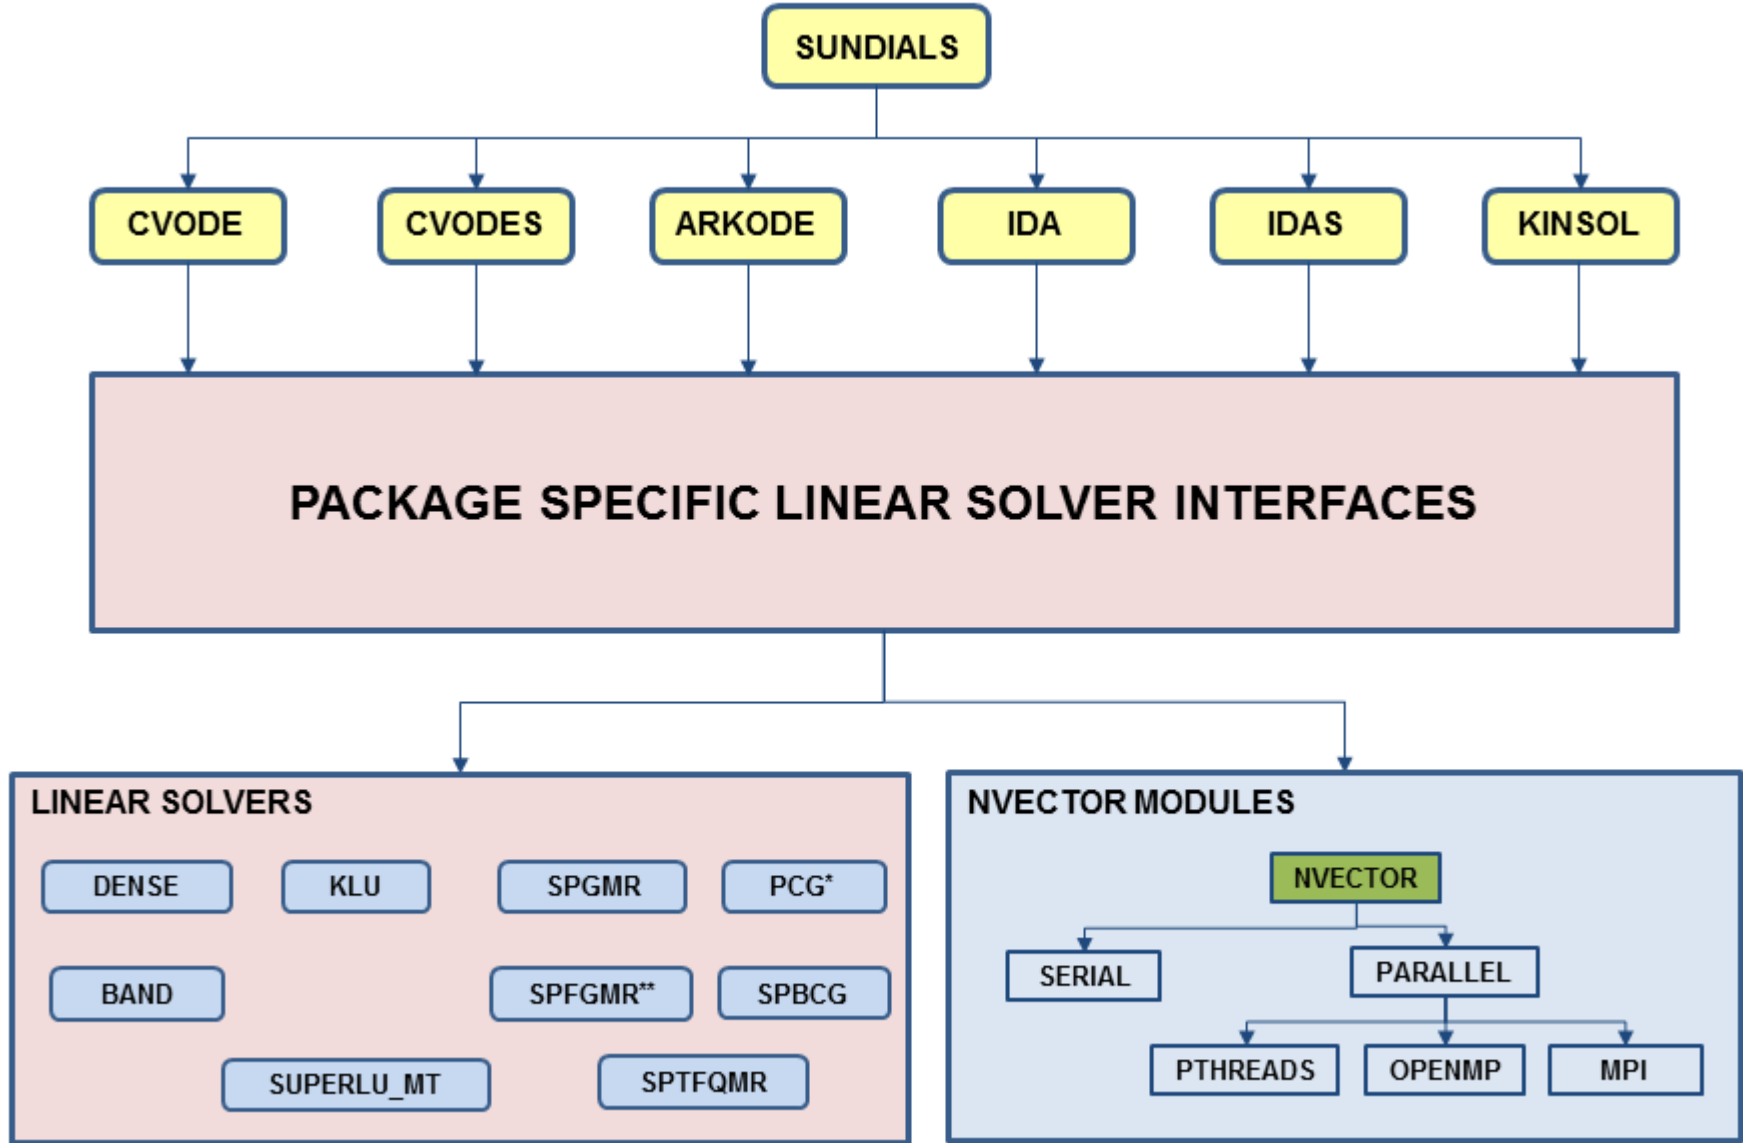 SUNDIALS
CVODE
CVODES
ARKODE
IDA
IDAS
KINSOL
PACKAGE SPECIFIC LINEAR SOLVER INTERFACES
LINEAR SOLVERS
DENSE
KLU
SPGMR
PCG*
BAND
SPFGMR**
SPBCG
SUPERLU_MT
SPTFQMR
NVECTOR MODULES
NVECTOR
SERIAL
PARALLEL
PTHREADS
OPENMP
MPI